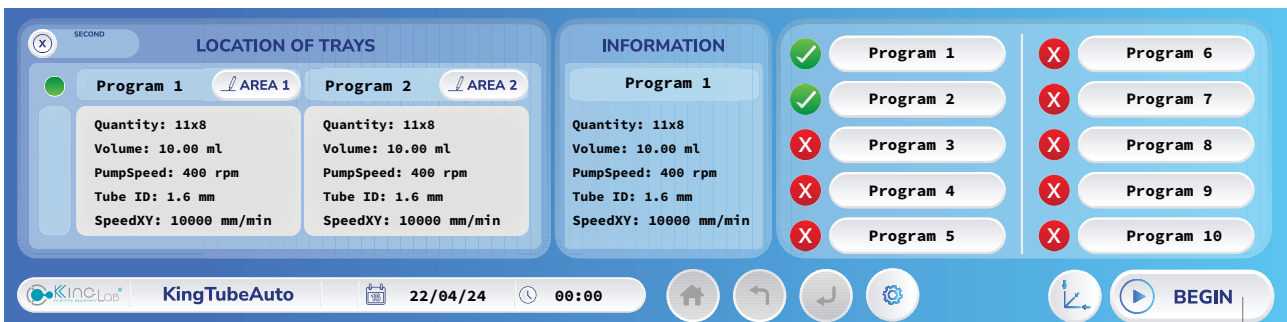 SECOND
LOCATION OF TRAYS
Program 1
AREA 1
Program 2
AREA 2
Quantity: 11x8
Volume: 10.00 ml
PumpSpeed: 400 rpm
Tube ID: 1.6 mm
SpeedXY: 10000 mm/min
Quantity: 11x8
Volume: 10.00 ml
PumpSpeed: 400 rpm
Tube ID: 1.6 mm
SpeedXY: 10000 mm/min
INFORMATION
Program 1
Quantity: 11x8
Volume: 10.00 ml
PumpSpeed: 400 rpm
Tube ID: 1.6 mm
SpeedXY: 10000 mm/min
Program 1
Program 2
Program 3
Program 4
Program 5
Program 6
Program 7
Program 8
Program 9
Program 10
KingLab
KingTubeAuto
22/04/24
00:00
BEGIN